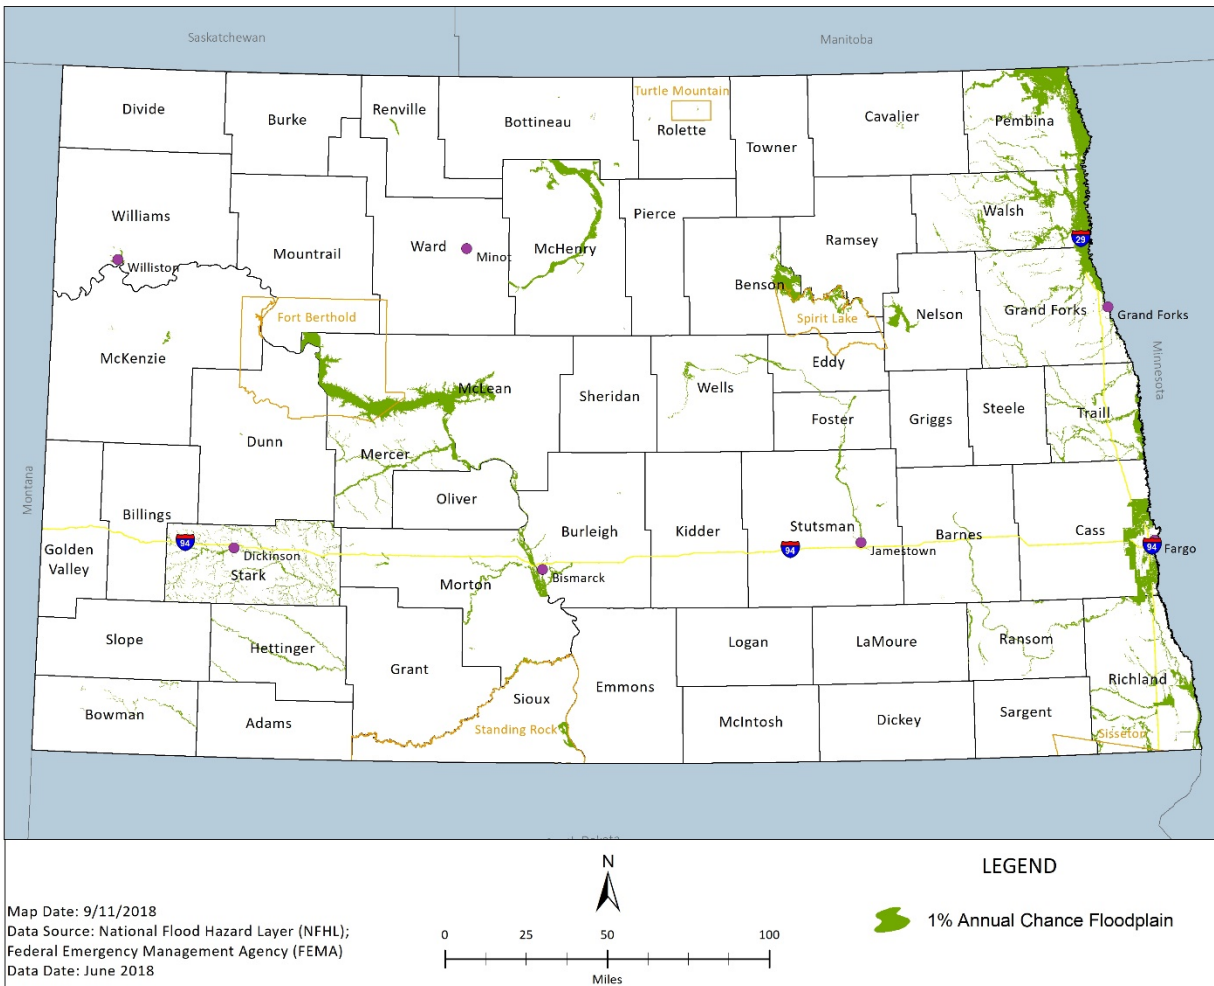 Saskatchewan
Manitoba
Turtle Mountain
Divide
Burke
Renville
Bottineau
Rolette
Cavalier
Pembina
Towner
Williams
Pierce
Walsh
Mountrail
Ward
Minot
McHenry
Ramsey
29
Williston
Benson
Fort Berthold
Spirit Lake
Nelson
Grand Forks
Grand Forks
McKenzie
Eddy
Minnesota
McLean
Wells
Sheridan
Foster
Griggs
Steele
Traill
Dunn
Mercer
Montana
Oliver
Billings
Burleigh
Kidder
Stutsman
Barnes
Cass
94
Golden
Valley
Dickinson
Stark
94
Jamestown
94
Fargo
Morton
Bismarck
Slope
Hettinger
Grant
Logan
LaMoure
Ransom
Richland
Bowman
Adams
Sioux
Emmons
Standing Rock
McIntosh
Dickey
Sargent
Sisseton
N
LEGEND
1% Annual Chance Floodplain
Map Date: 9/11/2018
Data Source: National Flood Hazard Layer (NFHL);
Federal Emergency Management Agency (FEMA)
Data Date: June 2018
0 25 50 100
Miles